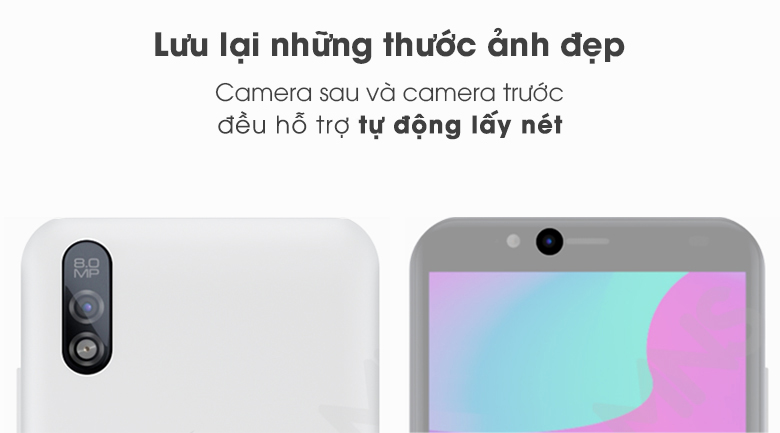 Lưu lại những thước ảnh đẹp
Camera sau và camera trước
đều hỗ trợ tự động lấy nét
8.0
MP